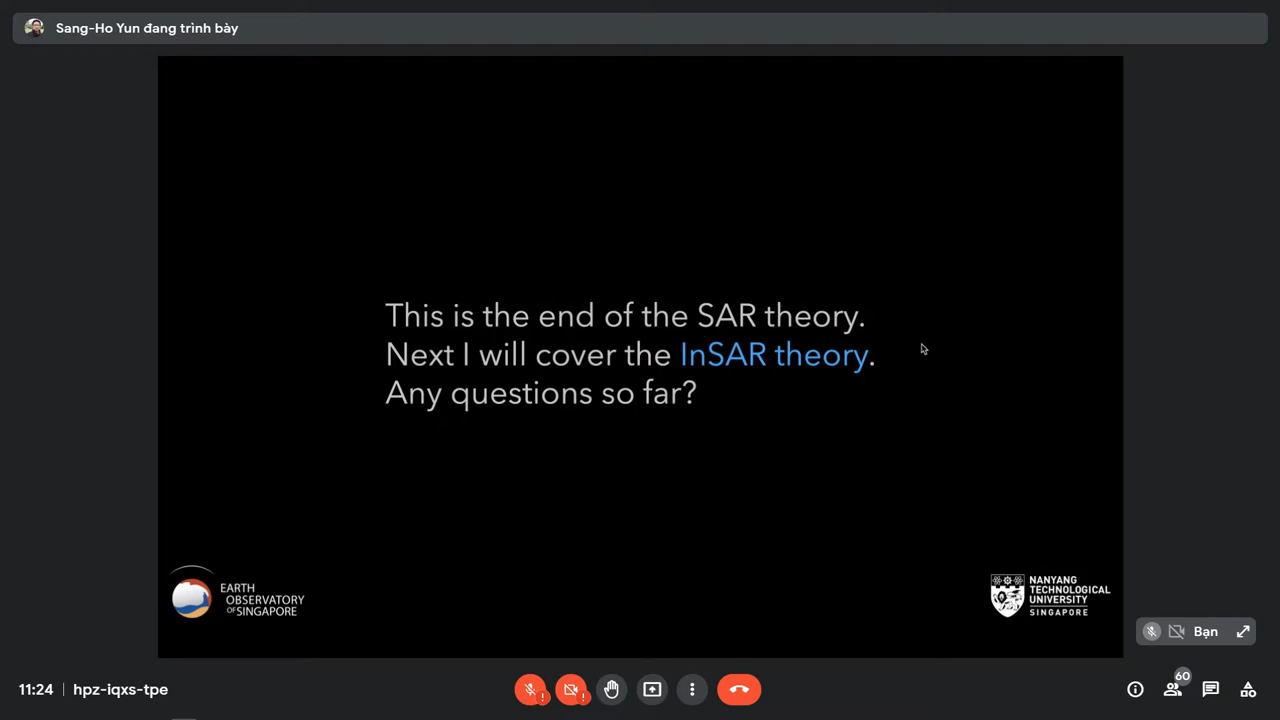 Sang-Ho Yun đang trình bày
This is the end of the SAR theory.
Next I will cover the InSAR theory.
Any questions so far?
EARTH
OBSERVATORY
OF SINGAPORE
NANYANG
TECHNOLOGICAL
UNIVERSITY
SINGAPORE
Bạn
11:24
hpz-iqxs-tpe
60